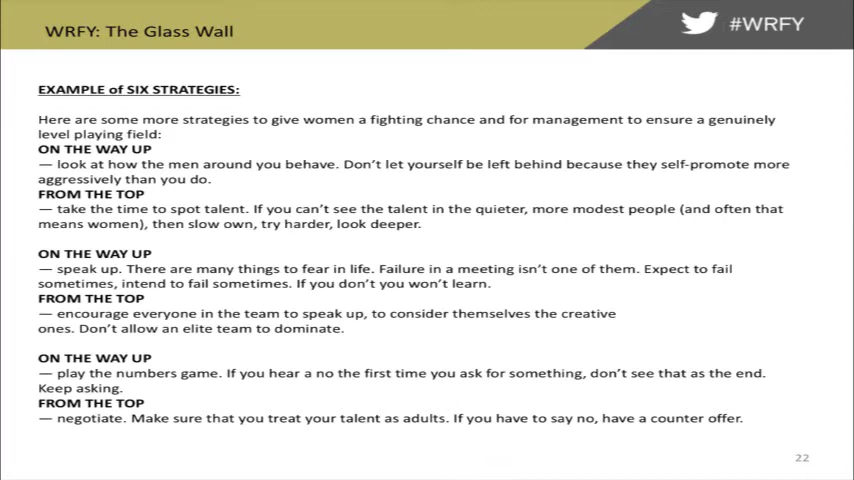 WRFY: The Glass Wall
#WRFY
EXAMPLE of SIX STRATEGIES:
Here are some more strategies to give women a fighting chance and for management to ensure a genuinely
level playing field:
ON THE WAY UP
— look at how the men around you behave. Don't let yourself be left behind because they self-promote more
aggressively than you do.
FROM THE TOP
— take the time to spot talent. If you can't see the talent in the quieter, more modest people (and often that
means women), then slow own, try harder, look deeper.
ON THE WAY UP
— speak up. There are many things to fear in life. Failure in a meeting isn't one of them. Expect to fail
sometimes, intend to fail sometimes. If you don't you won't learn.
FROM THE TOP
— encourage everyone in the team to speak up, to consider themselves the creative
ones. Don't allow an elite team to dominate.
ON THE WAY UP
— play the numbers game. If you hear a no the first time you ask for something, don't see that as the end.
Keep asking.
FROM THE TOP
— negotiate. Make sure that you treat your talent as adults. If you have to say no, have a counter offer.
22